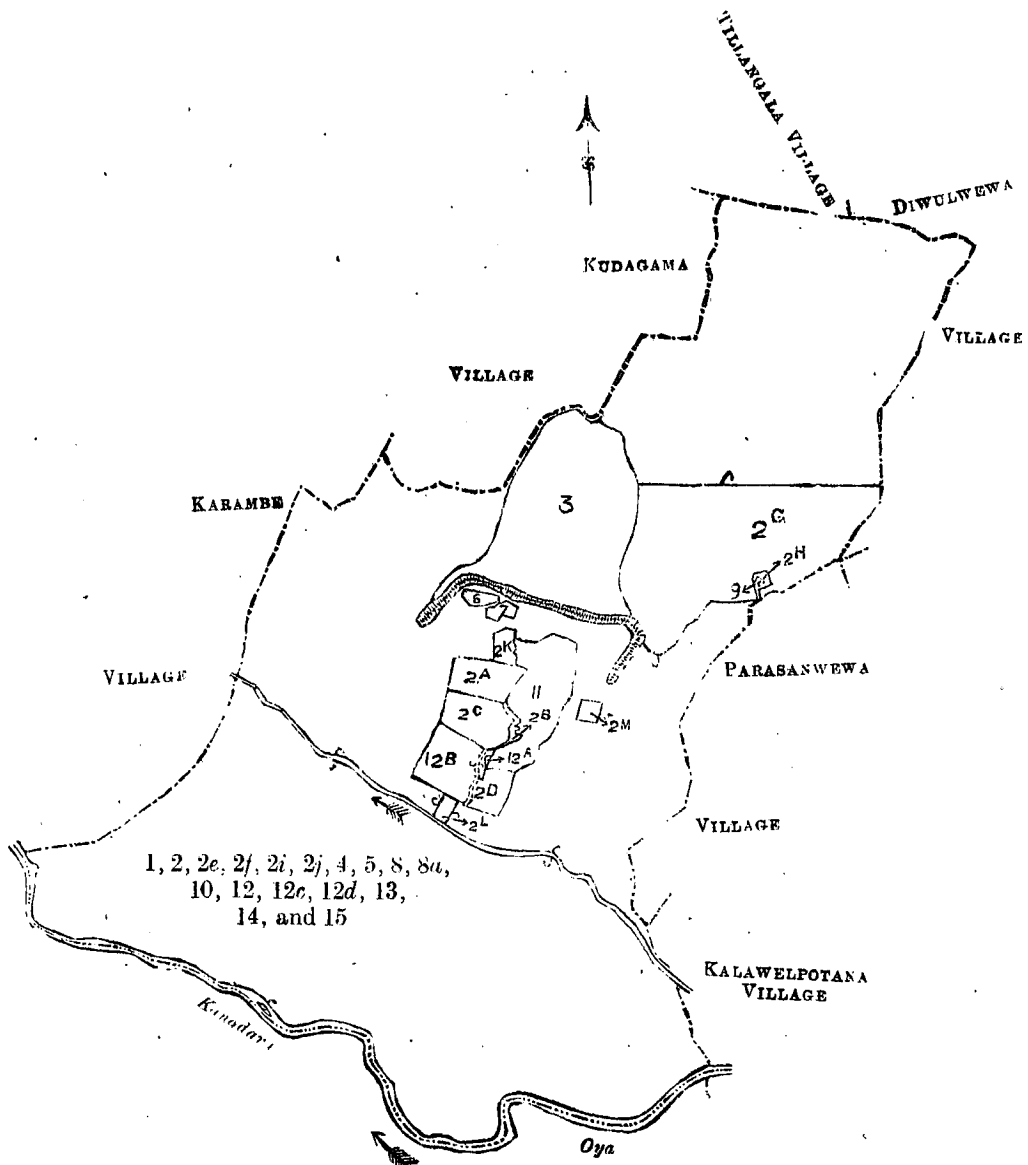 TILLANGALA VILLAGE
DIWULWEWA
VILLAGE
KUDAGAMA
VILLAGE
KARAMBE
VILLAGE
3
2G
2H
9
6
2K
2A
11
2C
2B
2M
12B
12A
2D
2L
PARASANWEWA
VILLAGE
1, 2, 2e, 2f, 2i, 2j, 4, 5, 8, 8a,
10, 12, 12c, 12d, 13,
14, and 15
KALAWELPOTANA
VILLAGE
Oya